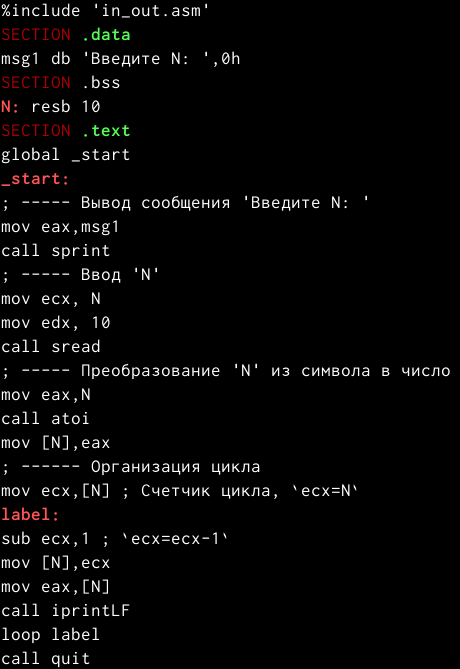 %include 'in_out.asm'
SECTION .data
msg1 db 'Введите N: ',0h
SECTION .bss
N: resb 10
SECTION .text
global _start
_start:
; ----- Вывод сообщения 'Введите N: '
mov eax,msg1
call sprint
; ----- Ввод 'N'
mov ecx, N
mov edx, 10
call sread
; ----- Преобразование 'N' из символа в число
mov eax,N
call atoi
mov [N],eax
; ------ Организация цикла
mov ecx,[N] ; Счетчик цикла, `ecx=N`
label:
sub ecx,1 ; `ecx=ecx-1`
mov [N],ecx
mov eax,[N]
call iprintLF
loop label
call quit